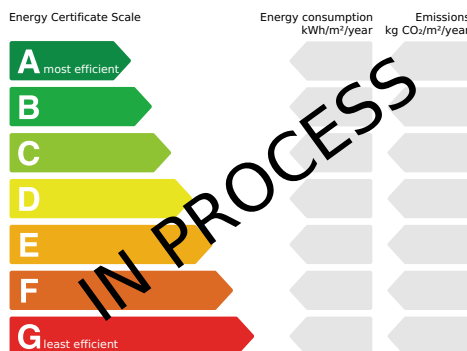 Energy Certificate Scale
Energy consumption
kWh/m²/year
Emissions
kg CO₂/m²/year
A most efficient
B
C
D
E
F
G least efficient
IN PROCESS